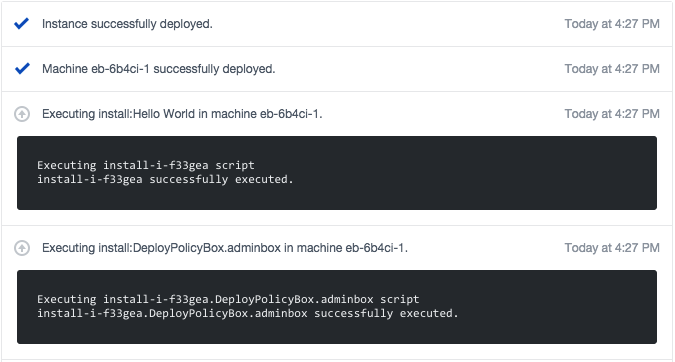 Instance successfully deployed. Today at 4:27 PM
Machine eb-6b4ci-1 successfully deployed. Today at 4:27 PM
Executing install:Hello World in machine eb-6b4ci-1. Today at 4:27 PM
Executing install-i-f33gea script
install-i-f33gea successfully executed.
Executing install:DeployPolicyBox.adminbox in machine eb-6b4ci-1. Today at 4:27 PM
Executing install-i-f33gea.DeployPolicyBox.adminbox script
install-i-f33gea.DeployPolicyBox.adminbox successfully executed.